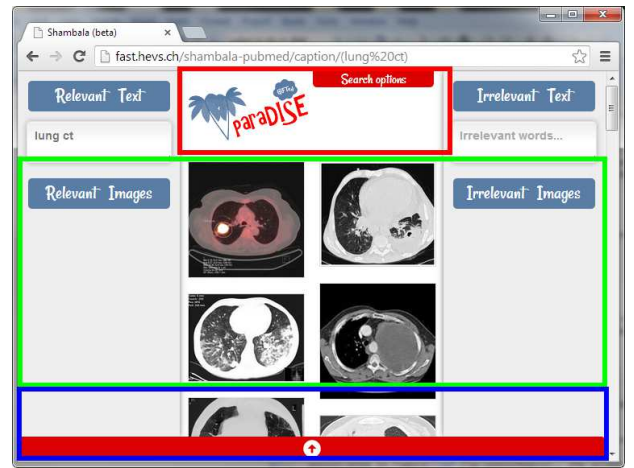 Shambala (beta)
fast.hevs.ch/shambala-pubmed/caption/(lung%20ct)
Relevant Text
Search options
Irrelevant Text
lung ct
paraDISE
Irrelevant words...
Relevant Images
Irrelevant Images